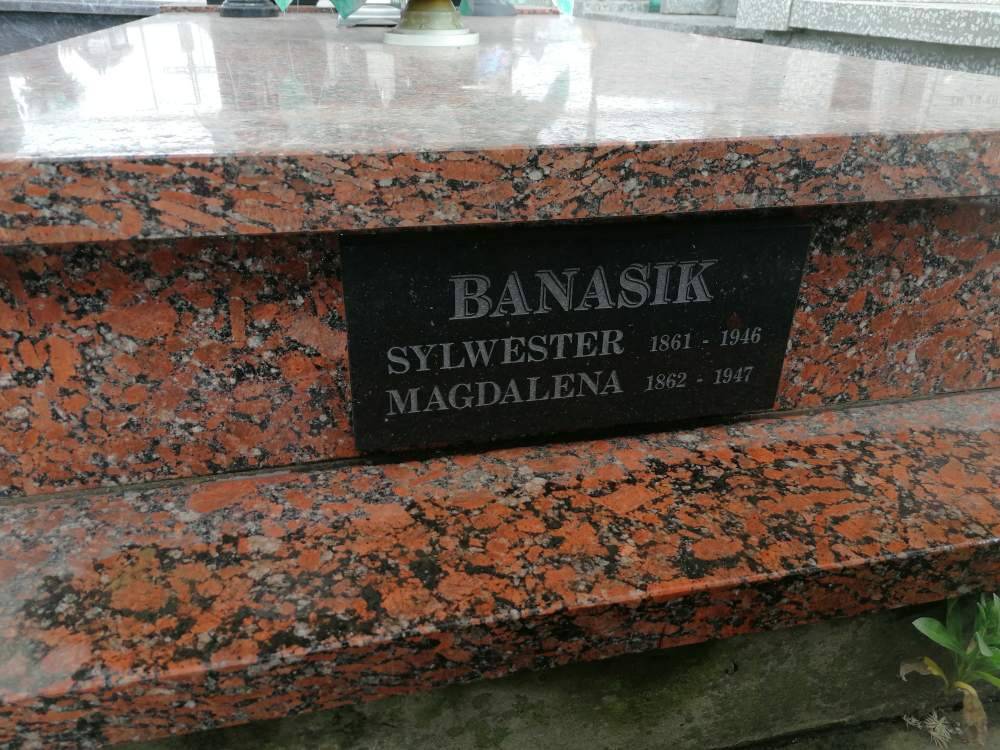 BANASIK
SYLWESTER 1861 - 1946
MAGDALENA 1862 - 1947